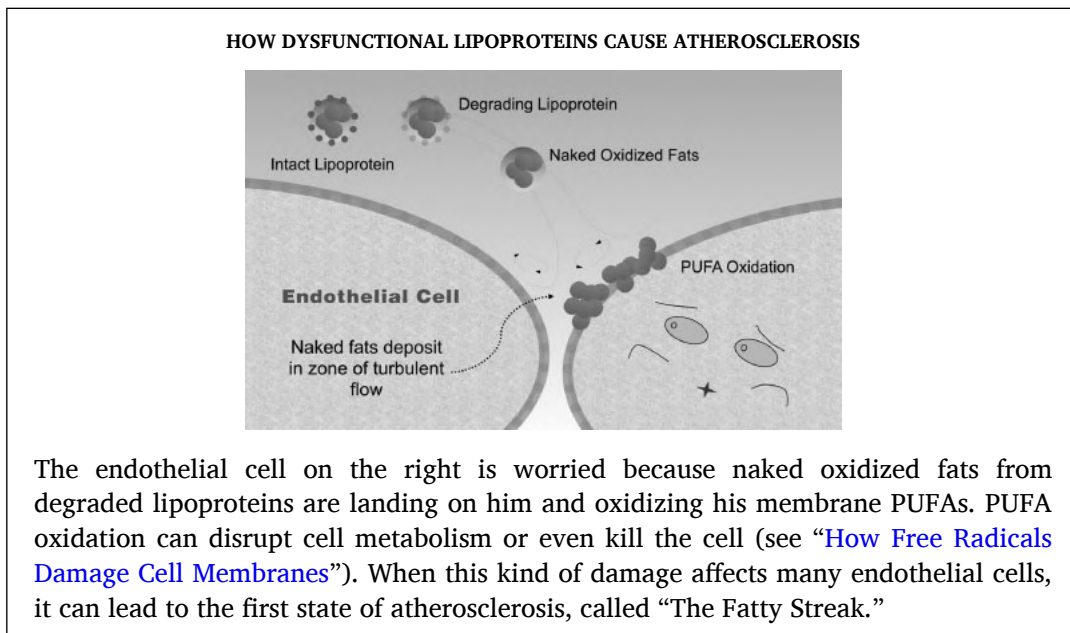 HOW DYSFUNCTIONAL LIPOPROTEINS CAUSE ATHEROSCLEROSIS
Degrading Lipoprotein
Intact Lipoprotein
Naked Oxidized Fats
PUFA Oxidation
Endothelial Cell
Naked fats deposit
in zone of turbulent
flow
The endothelial cell on the right is worried because naked oxidized fats from
degraded lipoproteins are landing on him and oxidizing his membrane PUFAs. PUFA
oxidation can disrupt cell metabolism or even kill the cell (see “How Free Radicals
Damage Cell Membranes”). When this kind of damage affects many endothelial cells,
it can lead to the first state of atherosclerosis, called “The Fatty Streak.”